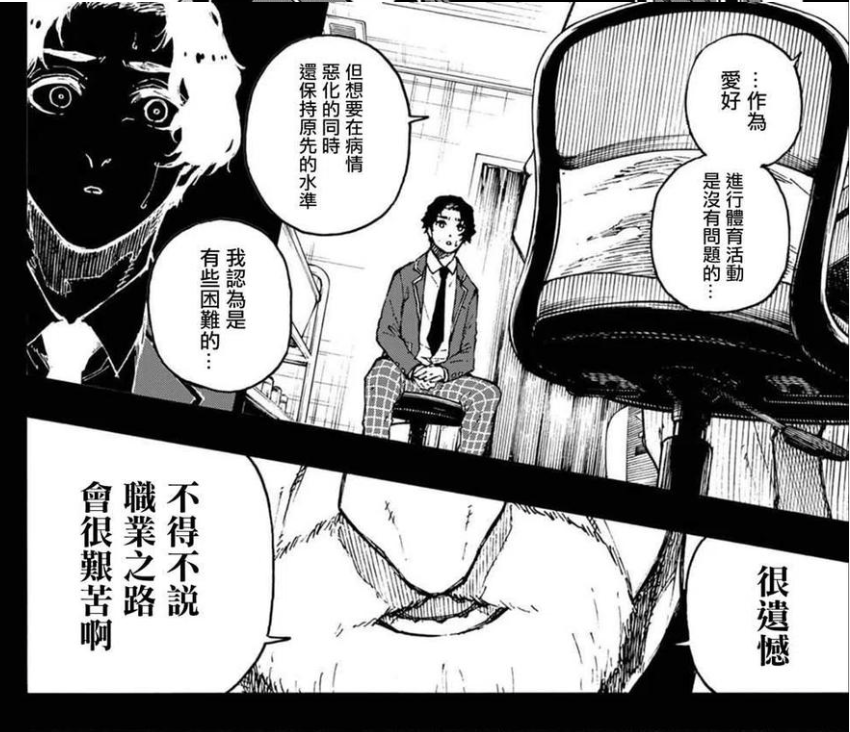 …作為
愛好
進行體育活動
是沒有問題的…
但想要在病情
惡化的同時
還保持原先的水準
我認為是
有些困難的…
很遺憾
不得不說
職業之路
會很艱苦啊